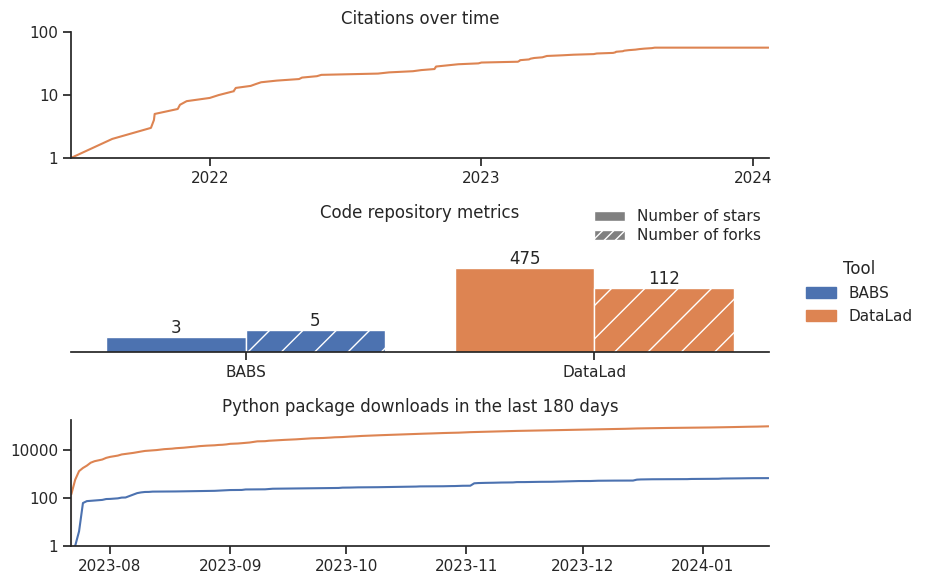 Citations over time
100
10
1
2022 2023 2024
Code repository metrics
Number of stars
Number of forks
475
112
3
5
BABS DataLad
Tool
BABS
DataLad
Python package downloads in the last 180 days
10000
100
1
2023-08 2023-09 2023-10 2023-11 2023-12 2024-01